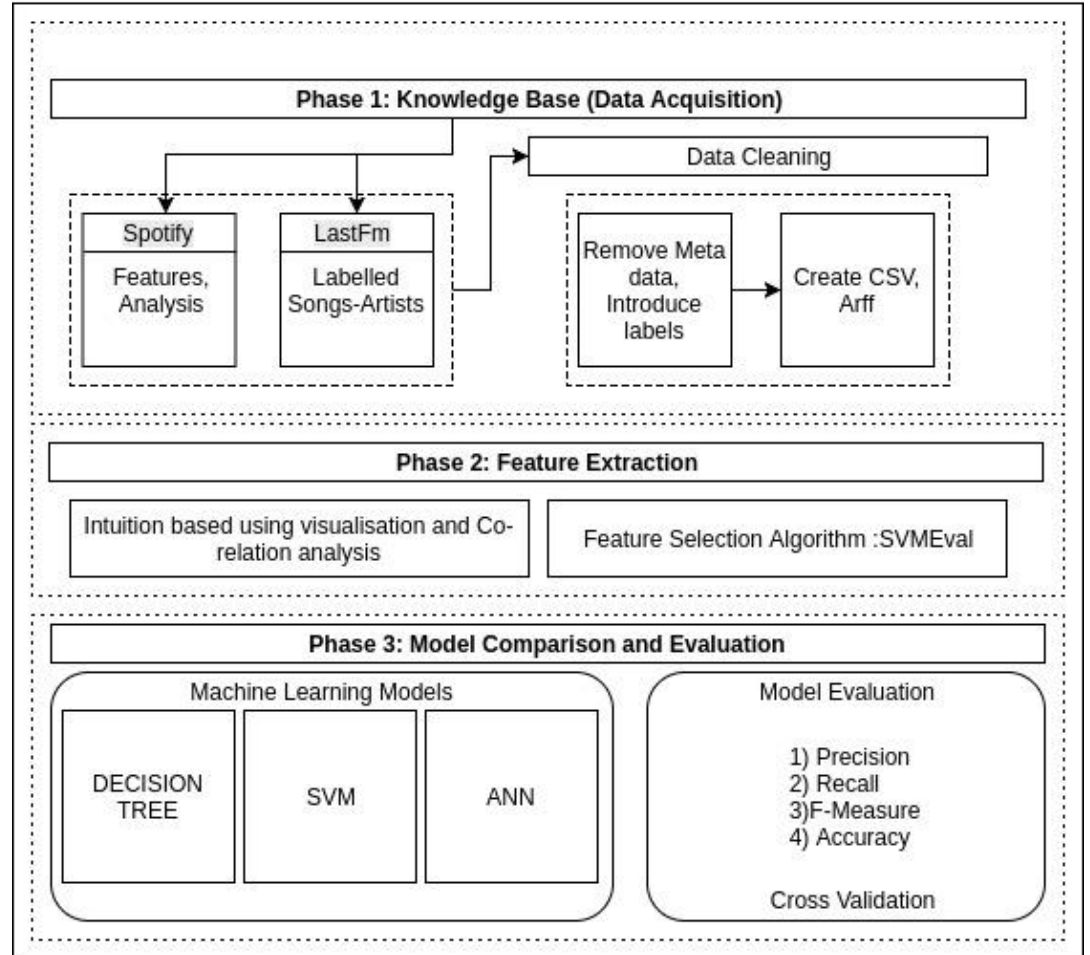 Phase 1: Knowledge Base (Data Acquisition)
Data Cleaning
Spotify
Features,
Analysis
LastFm
Labelled
Songs-Artists
Remove Meta
data,
Introduce
labels
Create CSV,
Arff
Phase 2: Feature Extraction
Intuition based using visualisation and Co-
relation analysis
Feature Selection Algorithm :SVMEval
Phase 3: Model Comparison and Evaluation
Machine Learning Models
DECISION
TREE
SVM
ANN
Model Evaluation
1) Precision
2) Recall
3)F-Measure
4) Accuracy
Cross Validation